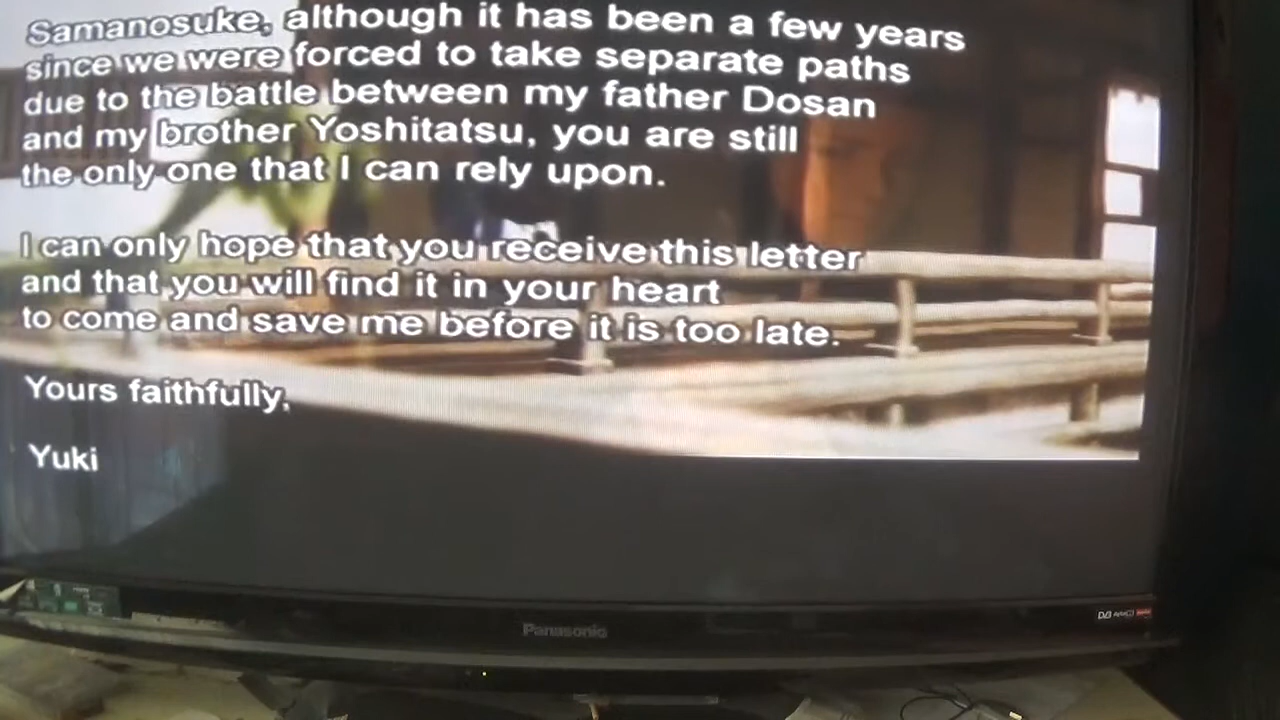 Samanosuke, although it has been a few years
since we were forced to take separate paths
due to the battle between my father Dosan
and my brother Yoshitatsu, you are still
the only one that I can rely upon.
I can only hope that you receive this letter
and that you will find it in your heart
to come and save me before it is too late.
Yours faithfully,
Yuki
Panasonic
DVB